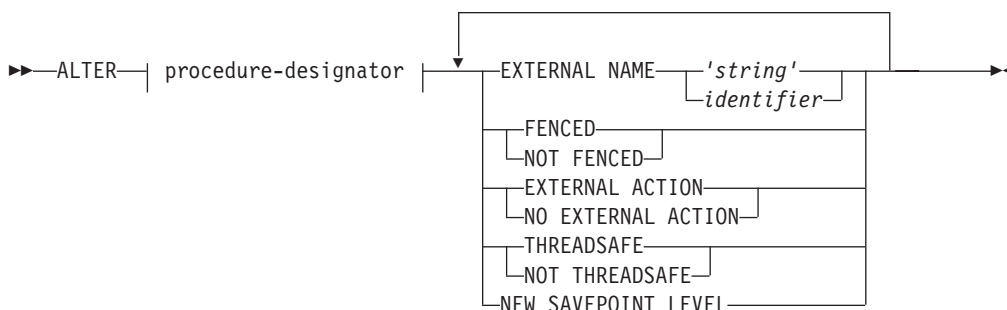 ALTER procedure-designator EXTERNAL NAME 'string'
identifier
FENCED
NOT FENCED
EXTERNAL ACTION
NO EXTERNAL ACTION
THREADSAFE
NOT THREADSAFE
NEW SAVEPOINT LEVEL